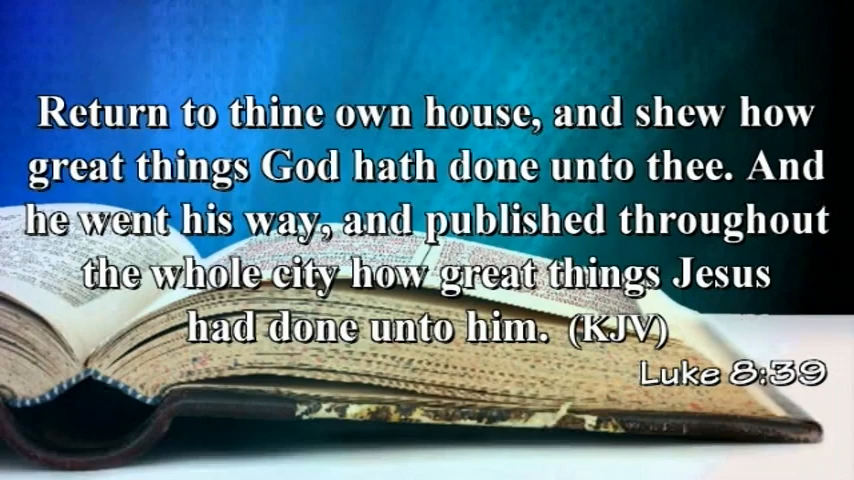 Return to thine own house, and shew how
great things God hath done unto thee. And
he went his way, and published throughout
the whole city how great things Jesus
had done unto him. (KJV)
Luke 8:39